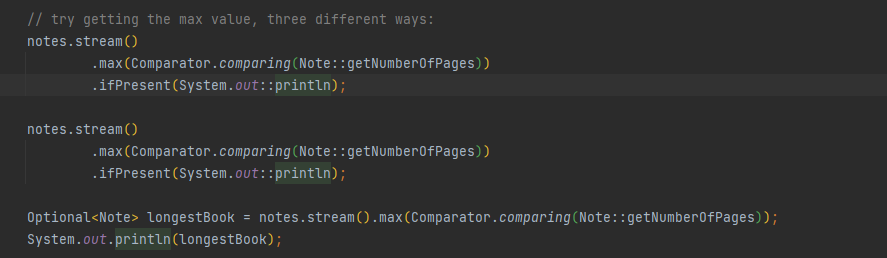 // try getting the max value, three different ways:
notes.stream()
.max(Comparator.comparing(Note::getNumberOfPages))
.ifPresent(System.out::println);
notes.stream()
.max(Comparator.comparing(Note::getNumberOfPages))
.ifPresent(System.out::println);
Optional<Note> longestBook = notes.stream().max(Comparator.comparing(Note::getNumberOfPages));
System.out.println(longestBook);